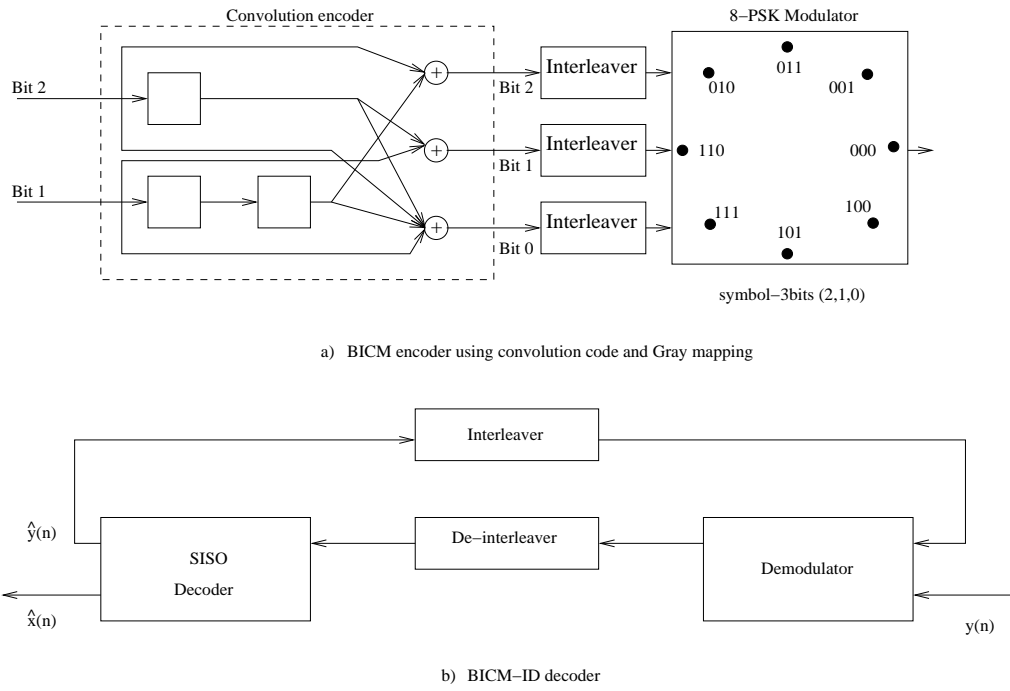 Convolution encoder
8-PSK Modulator
Bit 2
Bit 1
+
+
+
Bit 2
Bit 1
Bit 0
Interleaver
Interleaver
Interleaver
011
010
001
110
000
111
100
101
symbol-3bits (2,1,0)
a) BICM encoder using convolution code and Gray mapping
Interleaver
ŷ(n)
x̂(n)
SISO
Decoder
De-interleaver
Demodulator
y(n)
b) BICM-ID decoder